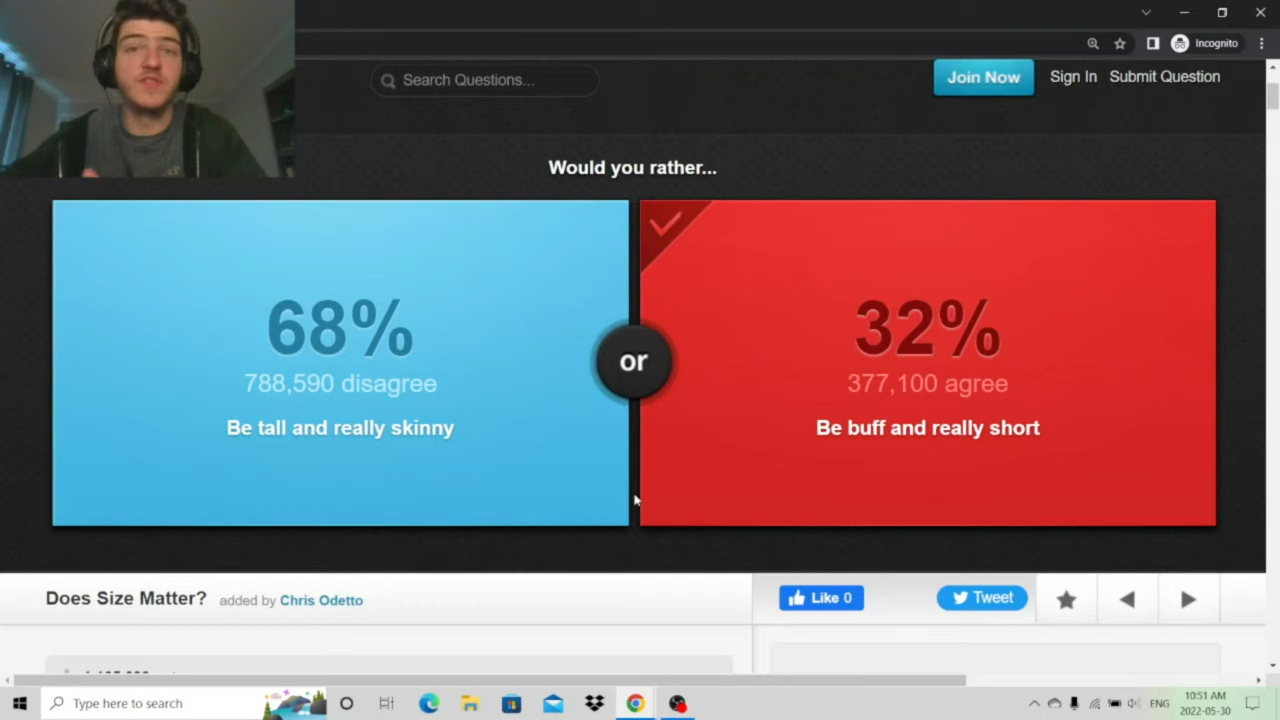 Incognito
Search Questions...
Join Now
Sign In
Submit Question
Would you rather...
68%
788,590 disagree
Be tall and really skinny
or
32%
377,100 agree
Be buff and really short
Does Size Matter?
added by Chris Odetto
Like 0
Tweet
Type here to search
ENG
10:51 AM
2022-05-30